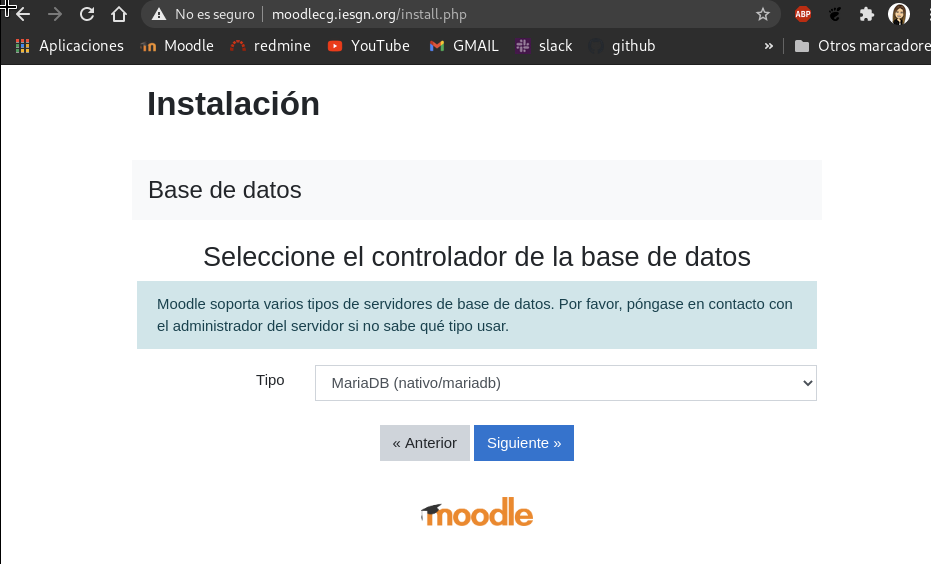 No es seguro | moodlecg.iesgn.org/install.php
ABP
Aplicaciones Moodle redmine YouTube GMAIL slack github » Otros marcadore
Instalación
Base de datos
Seleccione el controlador de la base de datos
Moodle soporta varios tipos de servidores de base de datos. Por favor, póngase en contacto con
el administrador del servidor si no sabe qué tipo usar.
Tipo
MariaDB (nativo/mariadb)
« Anterior
Siguiente »
moodle